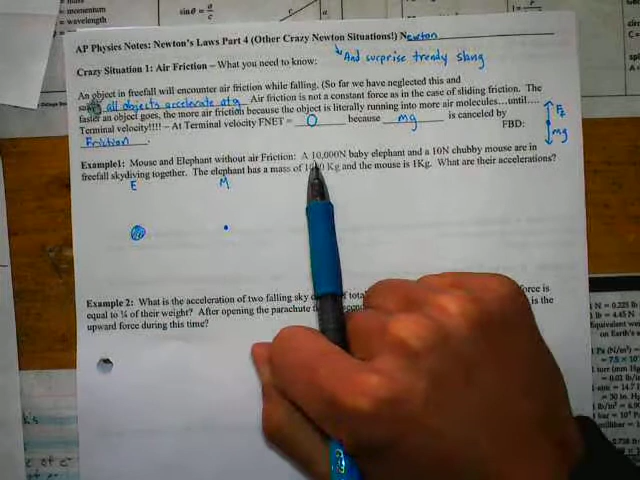 momentum
wavelength
sinθ =
AP Physics Notes: Newton's Laws Part 4 (Other Crazy Newton Situations!) Newton
And surprise trendy slang
Crazy Situation 1: Air Friction – What you need to know:
An object in freefall will encounter air friction while falling. (So far we have neglected this and
all objects accelerate at g Air friction is not a constant force as in the case of sliding friction. The
faster an object goes, the more air friction because the object is literally running into more air molecules…until….
Terminal velocity!!!! – At Terminal velocity FNET = 0 because mg is canceled by
Friction. FBD: mg
Example1: Mouse and Elephant without air Friction: A 10,000N baby elephant and a 10N chubby mouse are in
freefall skydiving together. The elephant has a mass of Kg and the mouse is 1Kg. What are their accelerations?
E M
Example 2: What is the acceleration of two falling sky force is
equal to ¼ of their weight? After opening the parachute is the
upward force during this time?
N = 0.225 lb
lb = 4.45 N
on Earth's